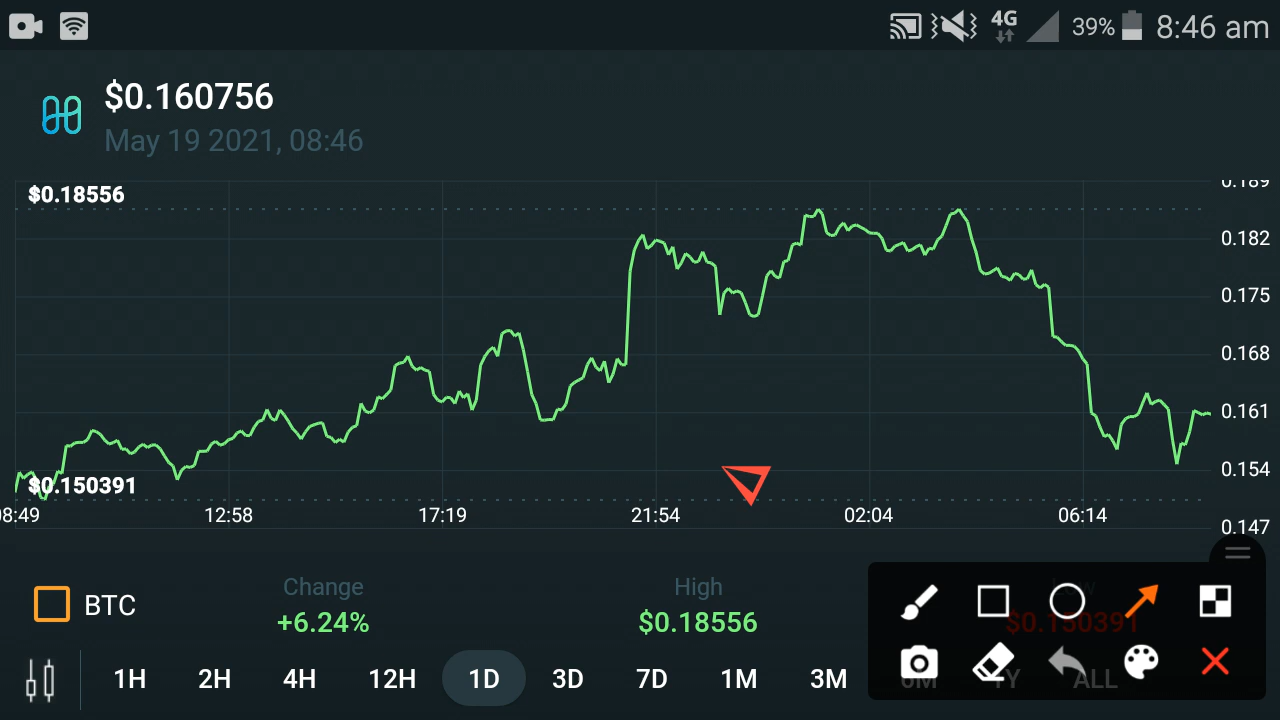 4G 39% 8:46 am
$0.160756
May 19 2021, 08:46
$0.18556
0.189
0.182
0.175
0.168
0.161
0.154
0.147
$0.150391
08:49 12:58 17:19 21:54 02:04 06:14
BTC
Change High Low
+6.24% $0.18556 $0.150391
1H 2H 4H 12H 1D 3D 7D 1M 3M 6M 1Y ALL